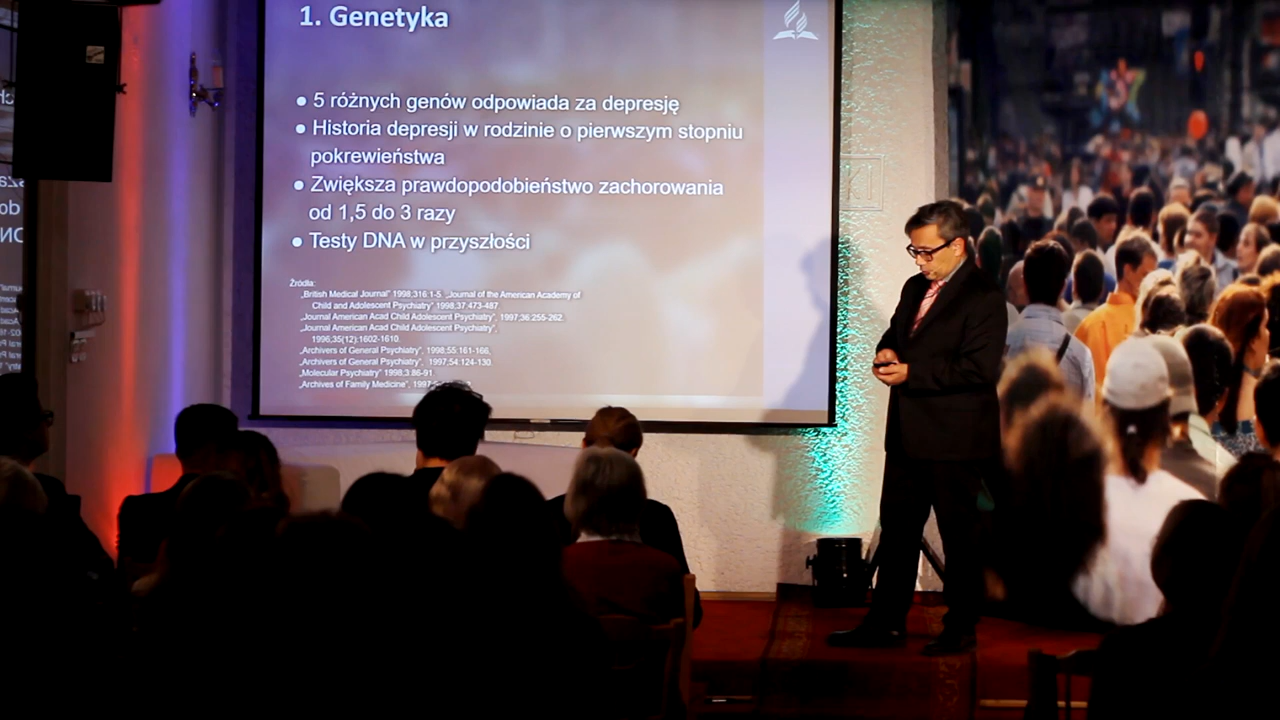 1. Genetyka
● 5 różnych genów odpowiada za depresję
● Historia depresji w rodzinie o pierwszym stopniu
pokrewieństwa
● Zwiększa prawdopodobieństwo zachorowania
od 1,5 do 3 razy
● Testy DNA w przyszłości
Źródła:
„British Medical Journal" 1998;316:1-5. „Journal of the American Academy of
Child and Adolescent Psychiatry" 1998;37:473-487.
„Journal American Acad Child Adolescent Psychiatry", 1997;36:255-262.
„Journal American Acad Child Adolescent Psychiatry",
1996;35(12):1602-1610.
„Archivers of General Psychiatry", 1998;55:161-166,
„Archivers of General Psychiatry", 1997;54:124-130.
„Molecular Psychiatry" 1998;3:86-91.
„Archives of Family Medicine",